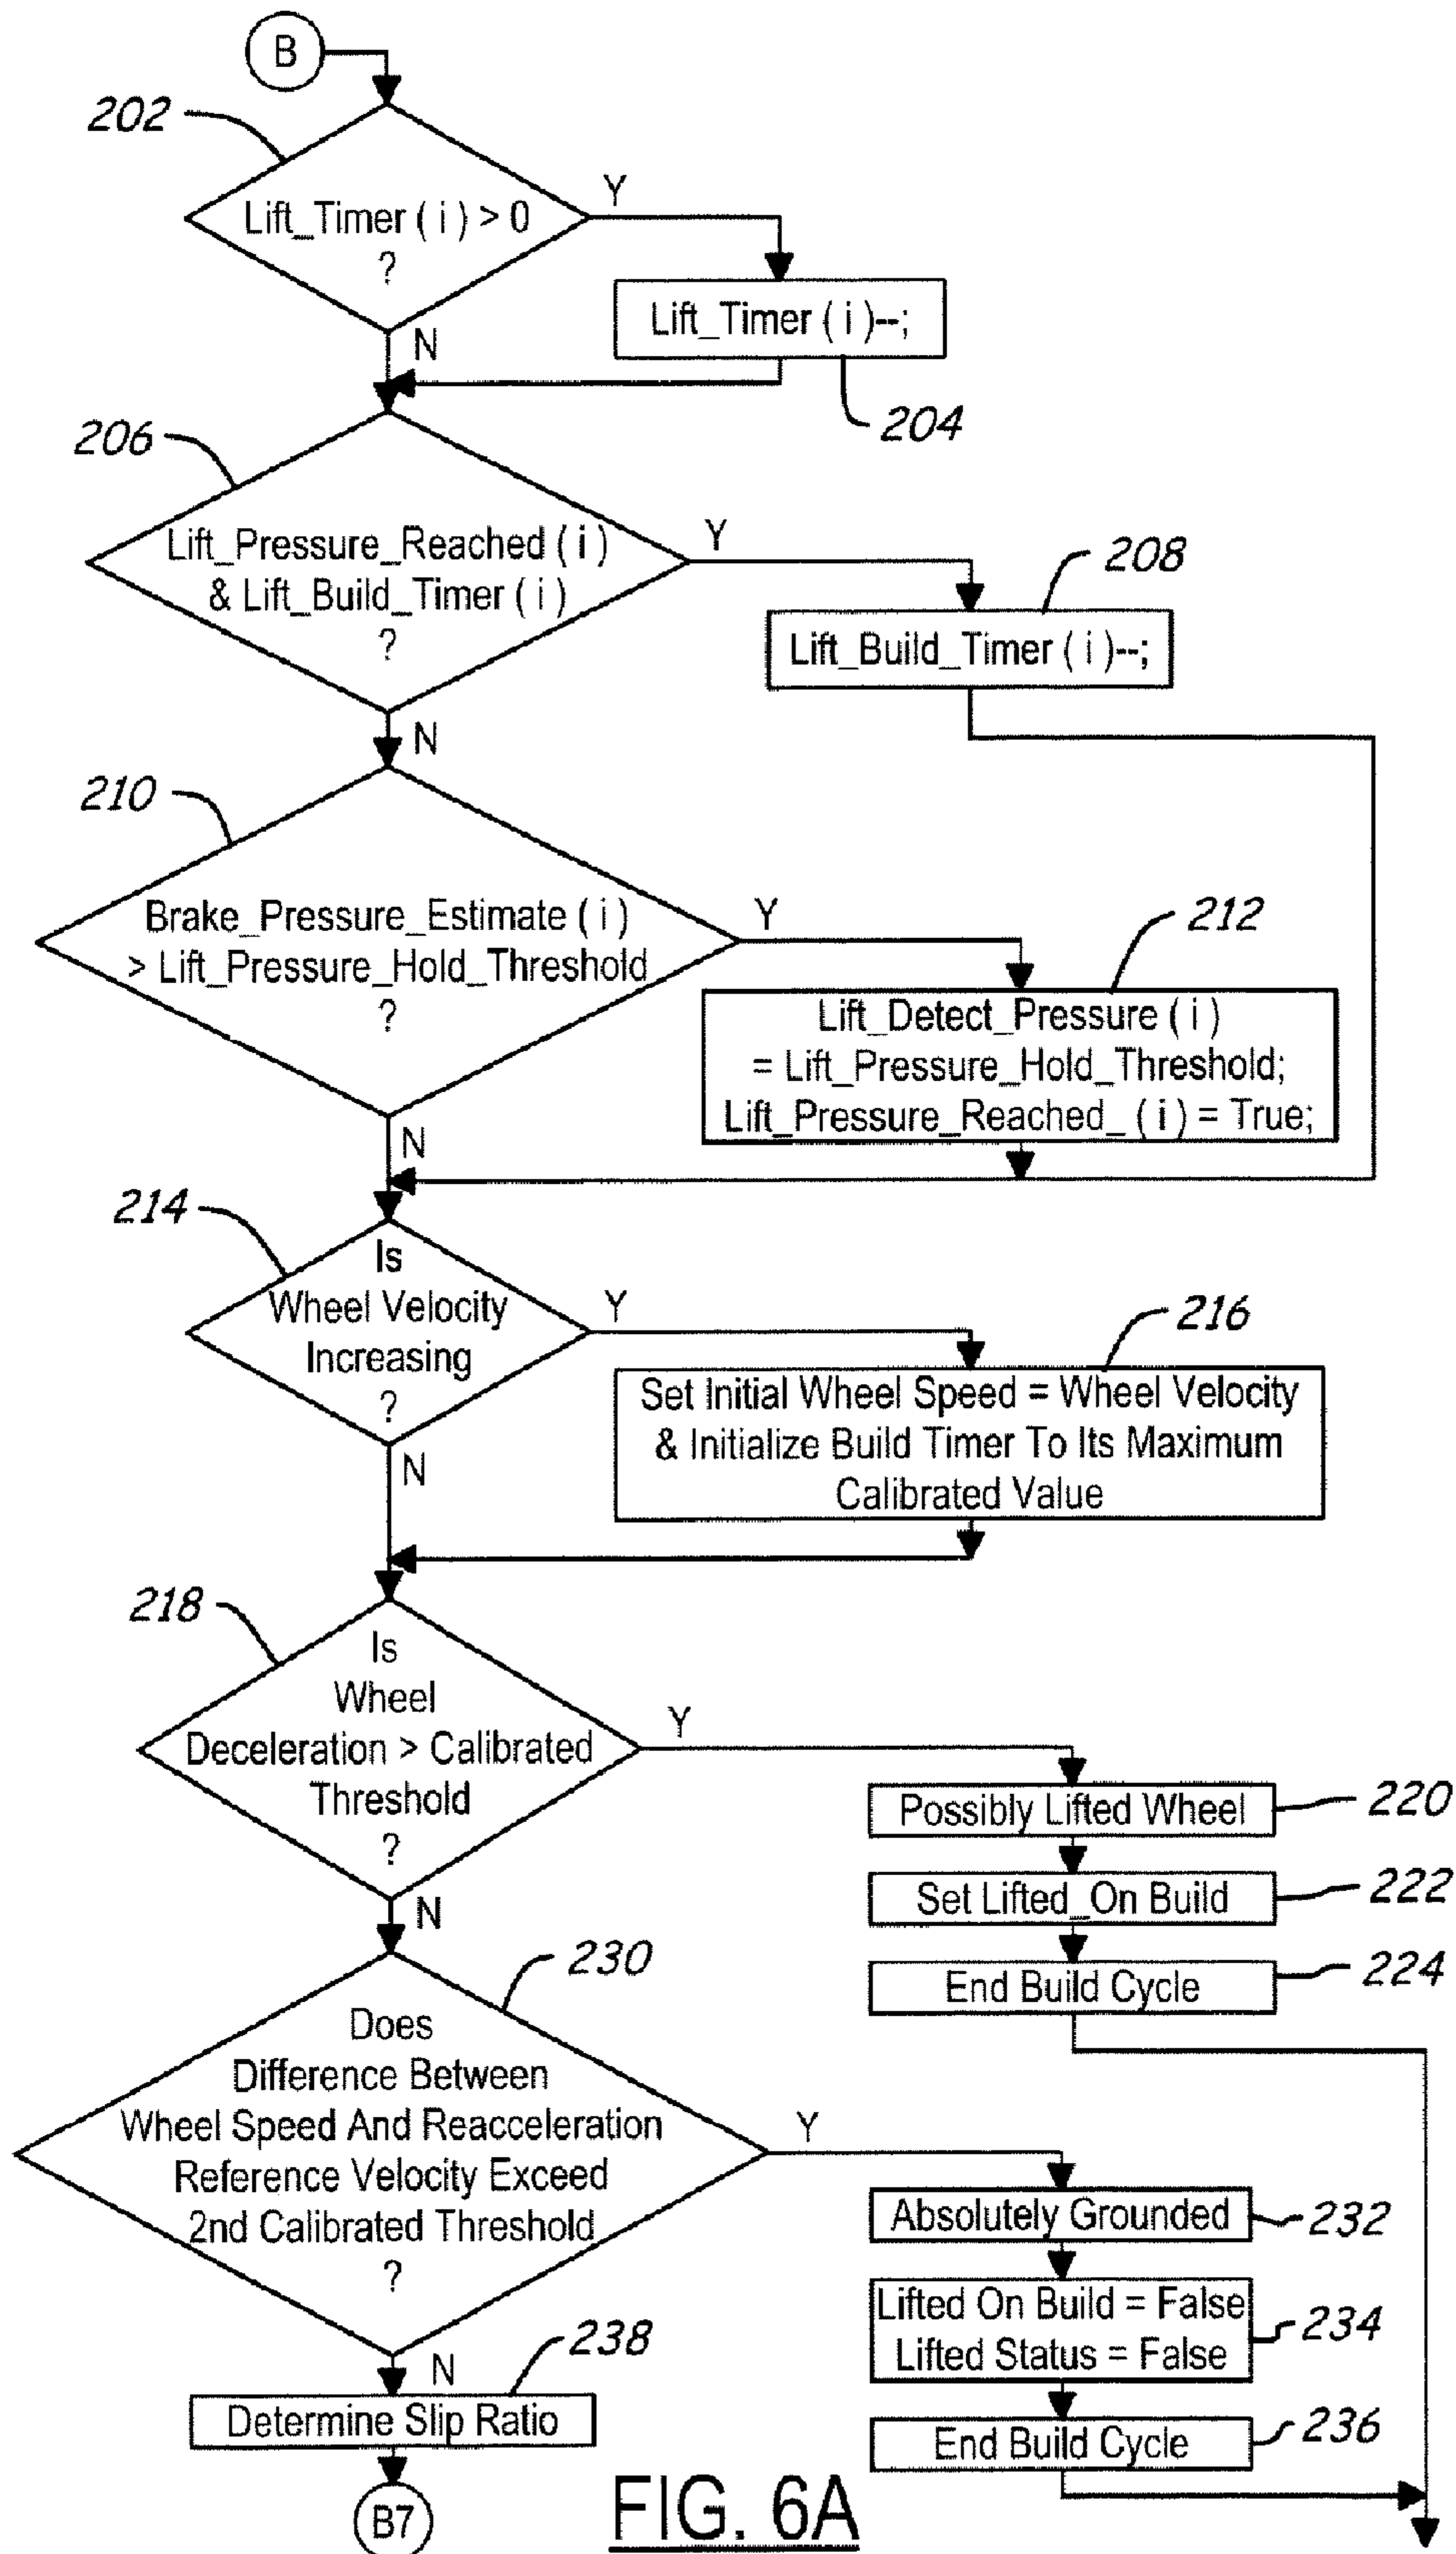 B
202
Lift_Timer ( i ) > 0
?
Y
N
Lift_Timer ( i )--;
204
206
Lift_Pressure_Reached ( i )
& Lift_Build_Timer ( i )
?
Y
N
208
Lift_Build_Timer ( i )--;
210
Brake_Pressure_Estimate ( i )
> Lift_Pressure_Hold_Threshold
?
Y
N
212
Lift_Detect_Pressure ( i )
= Lift_Pressure_Hold_Threshold;
Lift_Pressure_Reached_ ( i ) = True;
214
Is
Wheel Velocity
Increasing
?
Y
N
216
Set Initial Wheel Speed = Wheel Velocity
& Initialize Build Timer To Its Maximum
Calibrated Value
218
Is
Wheel
Deceleration > Calibrated
Threshold
?
Y
N
Possibly Lifted Wheel
220
Set Lifted_On Build
222
End Build Cycle
224
230
Does
Difference Between
Wheel Speed And Reacceleration
Reference Velocity Exceed
2nd Calibrated Threshold
?
Y
N
Absolutely Grounded
232
Lifted On Build = False
Lifted Status = False
234
End Build Cycle
236
238
Determine Slip Ratio
B7
FIG. 6A